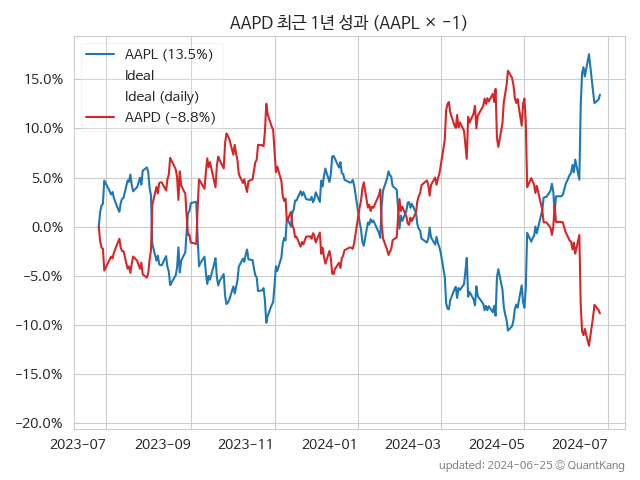 AAPD 최근 1년 성과 (AAPL × −1)
AAPL (13.5%)
Ideal
Ideal (daily)
AAPD (−8.8%)
15.0%
10.0%
5.0%
0.0%
−5.0%
−10.0%
−15.0%
−20.0%
2023-07 2023-09 2023-11 2024-01 2024-03 2024-05 2024-07
updated: 2024-06-25 © QuantKang